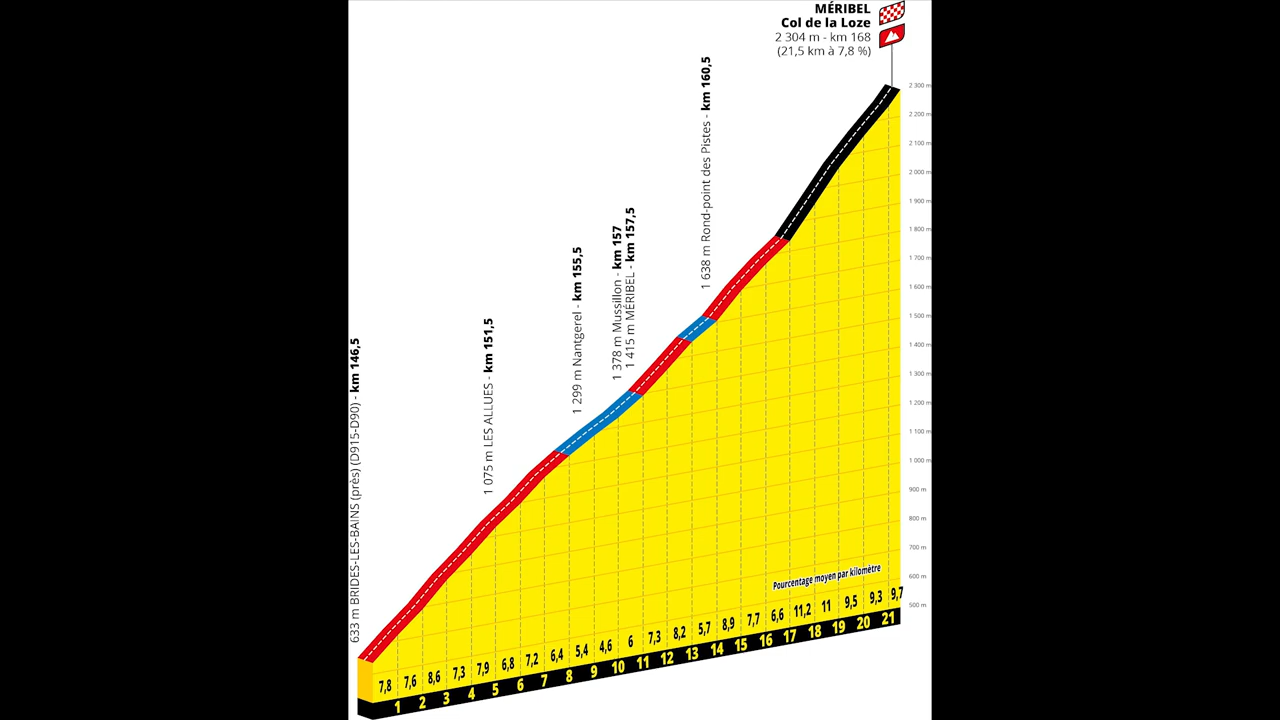 MÉRIBEL
Col de la Loze
2 304 m - km 168
(21,5 km à 7,8 %)
633 m BRIDES-LES-BAINS (près) (D915-D90) - km 146,5
1 075 m LES ALLUES - km 151,5
1 299 m Nantgerel - km 155,5
1 378 m Mussillon - km 157
1 415 m MÉRIBEL - km 157,5
1 638 m Rond-point des Pistes - km 160,5
2 300 m
2 200 m
2 100 m
2 000 m
1 900 m
1 800 m
1 700 m
1 600 m
1 500 m
1 400 m
1 300 m
1 200 m
1 100 m
1 000 m
900 m
800 m
700 m
600 m
500 m
Pourcentage moyen par kilomètre
7,8 7,6 8,6 7,3 7,9 6,8 7,2 6,4 5,4 4,6 6 7,3 8,2 5,7 8,9 7,7 6,6 11,2 11 9,5 9,3 9,7
1 2 3 4 5 6 7 8 9 10 11 12 13 14 15 16 17 18 19 20 21